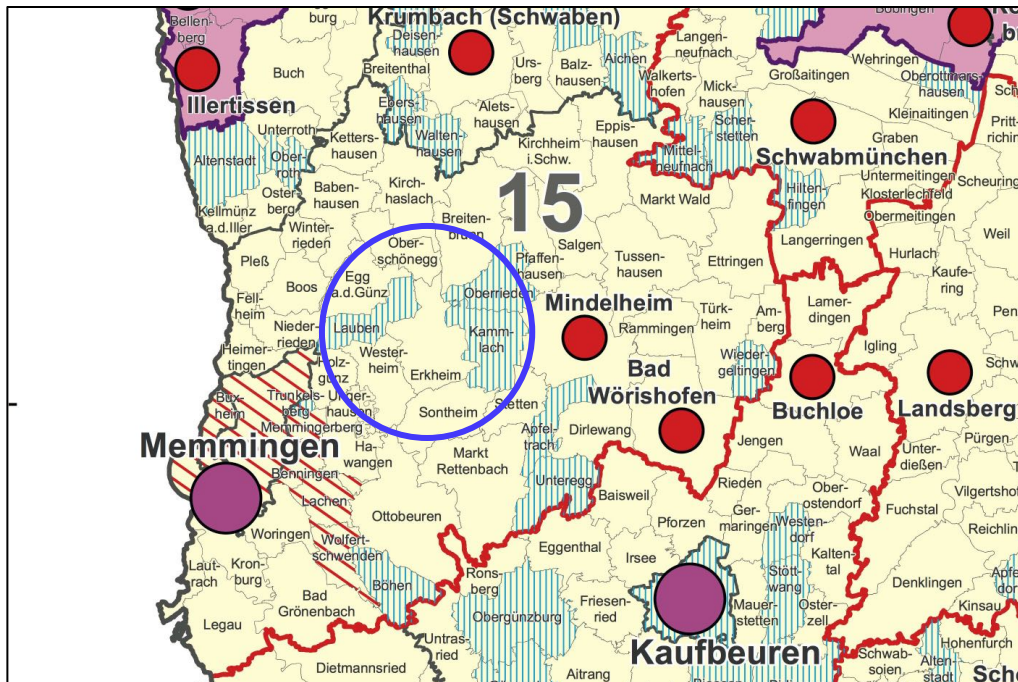 Bellen-
berg
burg
Krumbach (Schwaben)
Deisen-
hausen
Langen-
neufnach
Bobingen
Wehringen
Buch
Breitenthal
Urs-
berg
Balz-
hausen
Aichen
Walkerts-
hofen
Großaitingen
Oberottmars-
hausen
Illertissen
Ebers-
hausen
Alets-
hausen
Mick-
hausen
Kleinaitingen
Unterroth
Ketters-
hausen
Walten-
hausen
Eppis-
hausen
Scher-
stetten
Graben
Pritt-
riching
Altenstadt
Ober-
roth
Kirchheim
i.Schw.
Mittel-
neufnach
Schwabmünchen
Untermeitingen
Scheuring
Kirch-
haslach
15
Klosterlechfeld
Baben-
hausen
Hilten-
fingen
Oster-
berg
Markt Wald
Obermeitingen
Kellmünz
a.d.Iller
Winter-
rieden
Breiten-
brunn
Weil
Ober-
schönegg
Salgen
Langerringen
Hurlach
Pleß
Pfaffen-
hausen
Tussen-
hausen
Ettringen
Kaufe-
ring
Egg
a.d.Günz
Boos
Oberrieden
Mindelheim
Lamer-
dingen
Fell-
heim
Türk-
heim
Am-
berg
Pen
Nieder-
rieden
Lauben
Kamm-
lach
Rammingen
Igling
Heimer-
tingen
Wester-
heim
Holz-
günz
Bad
Wörishofen
Wieder-
geltingen
Schw
Erkheim
Bux-
heim
Trunkels-
berg
Unger-
hausen
Stetten
Buchloe
Landsberg
Sontheim
Memmingerberg
Memmingen
Apfel-
trach
Dirlewang
Jengen
Pürgen
Ha-
wangen
Markt
Rettenbach
Waal
Unter-
dießen
Benningen
Unteregg
Rieden
Baisweil
Ober-
ostendorf
Vilgertshof
Lachen
Fuchstal
Ottobeuren
Pforzen
Ger-
maringen
Westen-
dorf
Reichlin
Woringen
Wolfert-
schwenden
Eggenthal
Irsee
Kalten-
tal
Laut-
rach
Kron-
burg
Böhen
Rons-
berg
Stött-
wang
Denklingen
Apfe
dor
Bad
Grönenbach
Friesen-
ried
Mauer-
stetten
Oster-
zell
Kinsau
Legau
Obergünzburg
Untras-
ried
Kaufbeuren
Hohenfurch
Schwab-
soien
Alten-
stadt
Dietmannsried
Aitrang